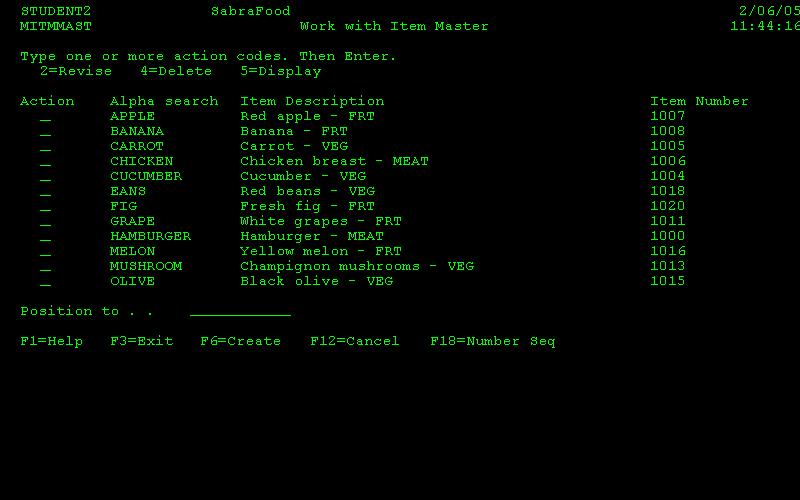 STUDENT2 SabraFood 2/06/05
MITMMAST Work with Item Master 11:44:16
Type one or more action codes. Then Enter.
2=Revise 4=Delete 5=Display
Action Alpha search Item Description Item Number
_ APPLE Red apple - FRT 1007
_ BANANA Banana - FRT 1008
_ CARROT Carrot - VEG 1005
_ CHICKEN Chicken breast - MEAT 1006
_ CUCUMBER Cucumber - VEG 1004
_ EANS Red beans - VEG 1018
_ FIG Fresh fig - FRT 1020
_ GRAPE White grapes - FRT 1011
_ HAMBURGER Hamburger - MEAT 1000
_ MELON Yellow melon - FRT 1016
_ MUSHROOM Champignon mushrooms - VEG 1013
_ OLIVE Black olive - VEG 1015
Position to . . __________
F1=Help F3=Exit F6=Create F12=Cancel F18=Number Seq